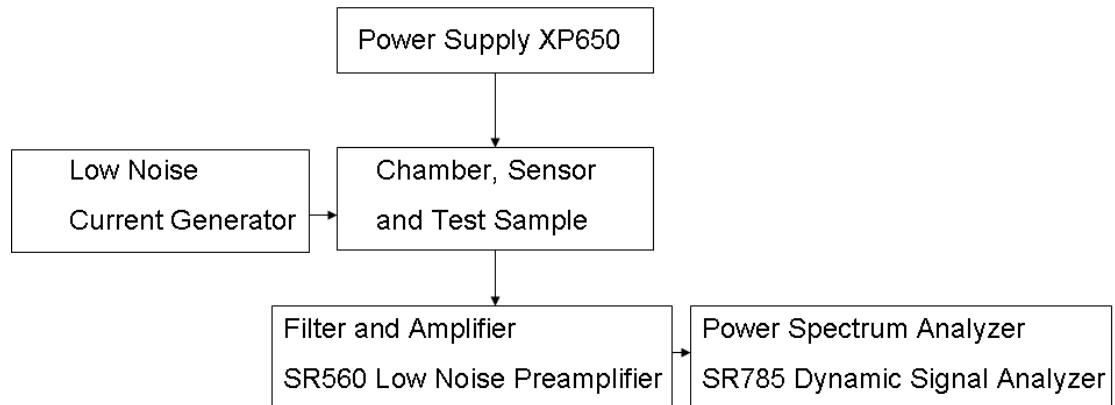 Power Supply XP650
Low Noise
Current Generator
Chamber, Sensor
and Test Sample
Filter and Amplifier
SR560 Low Noise Preamplifier
Power Spectrum Analyzer
SR785 Dynamic Signal Analyzer